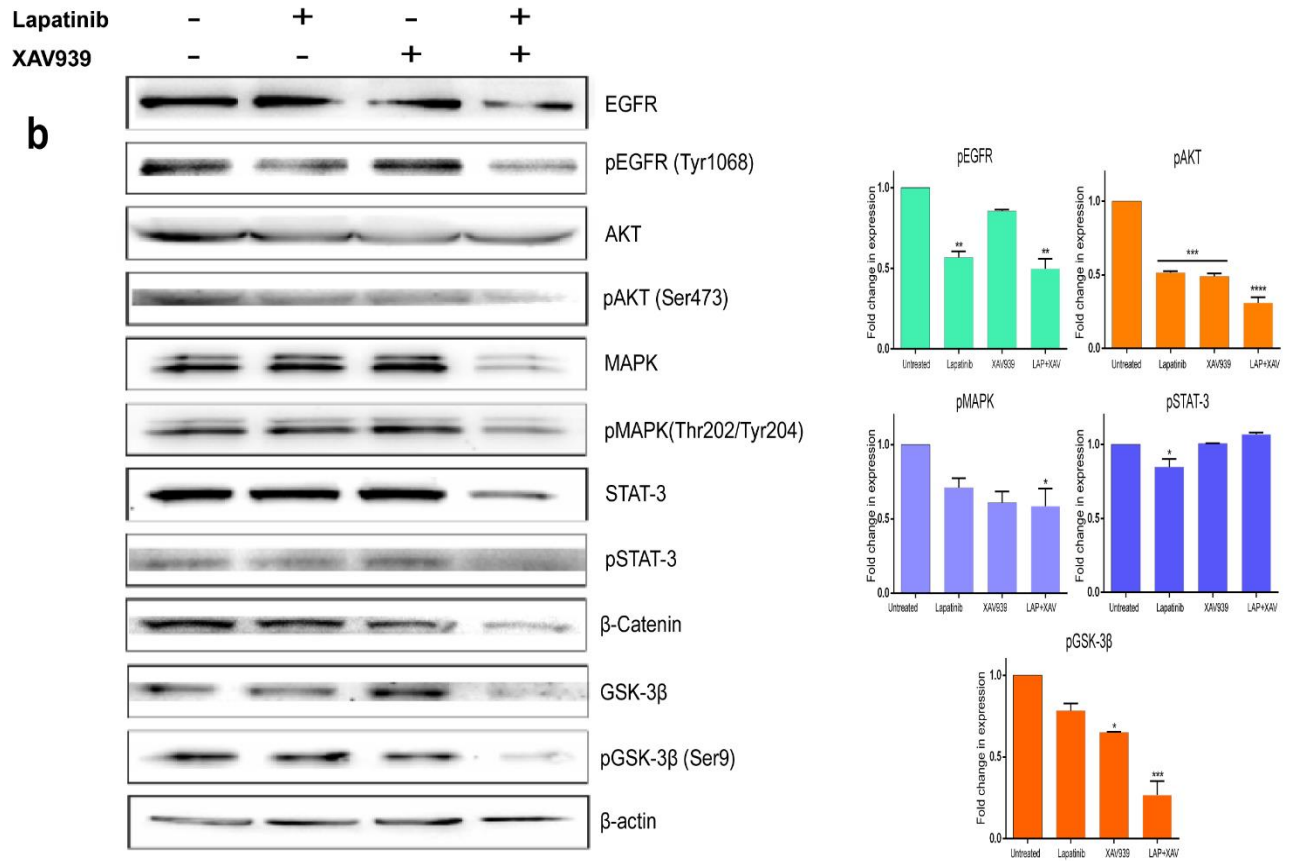 Lapatinib - + - +
XAV939 - - + +
b
EGFR
pEGFR (Tyr1068)
AKT
pAKT (Ser473)
MAPK
pMAPK(Thr202/Tyr204)
STAT-3
pSTAT-3
β-Catenin
GSK-3β
pGSK-3β (Ser9)
β-actin
pEGFR
Fold change in expression
1.0
0.5
0.0
** **
Untreated Lapatinib XAV939 LAP+XAV
pAKT
Fold change in expression
1.0
0.5
0.0
***
****
Untreated Lapatinib XAV939 LAP+XAV
pMAPK
Fold change in expression
1.0
0.5
0.0
*
Untreated Lapatinib XAV939 LAP+XAV
pSTAT-3
Fold change in expression
1.0
0.5
0.0
*
Untreated Lapatinib XAV939 LAP+XAV
pGSK-3β
Fold change in expression
1.0
0.5
0.0
*
***
Untreated Lapatinib XAV939 LAP+XAV